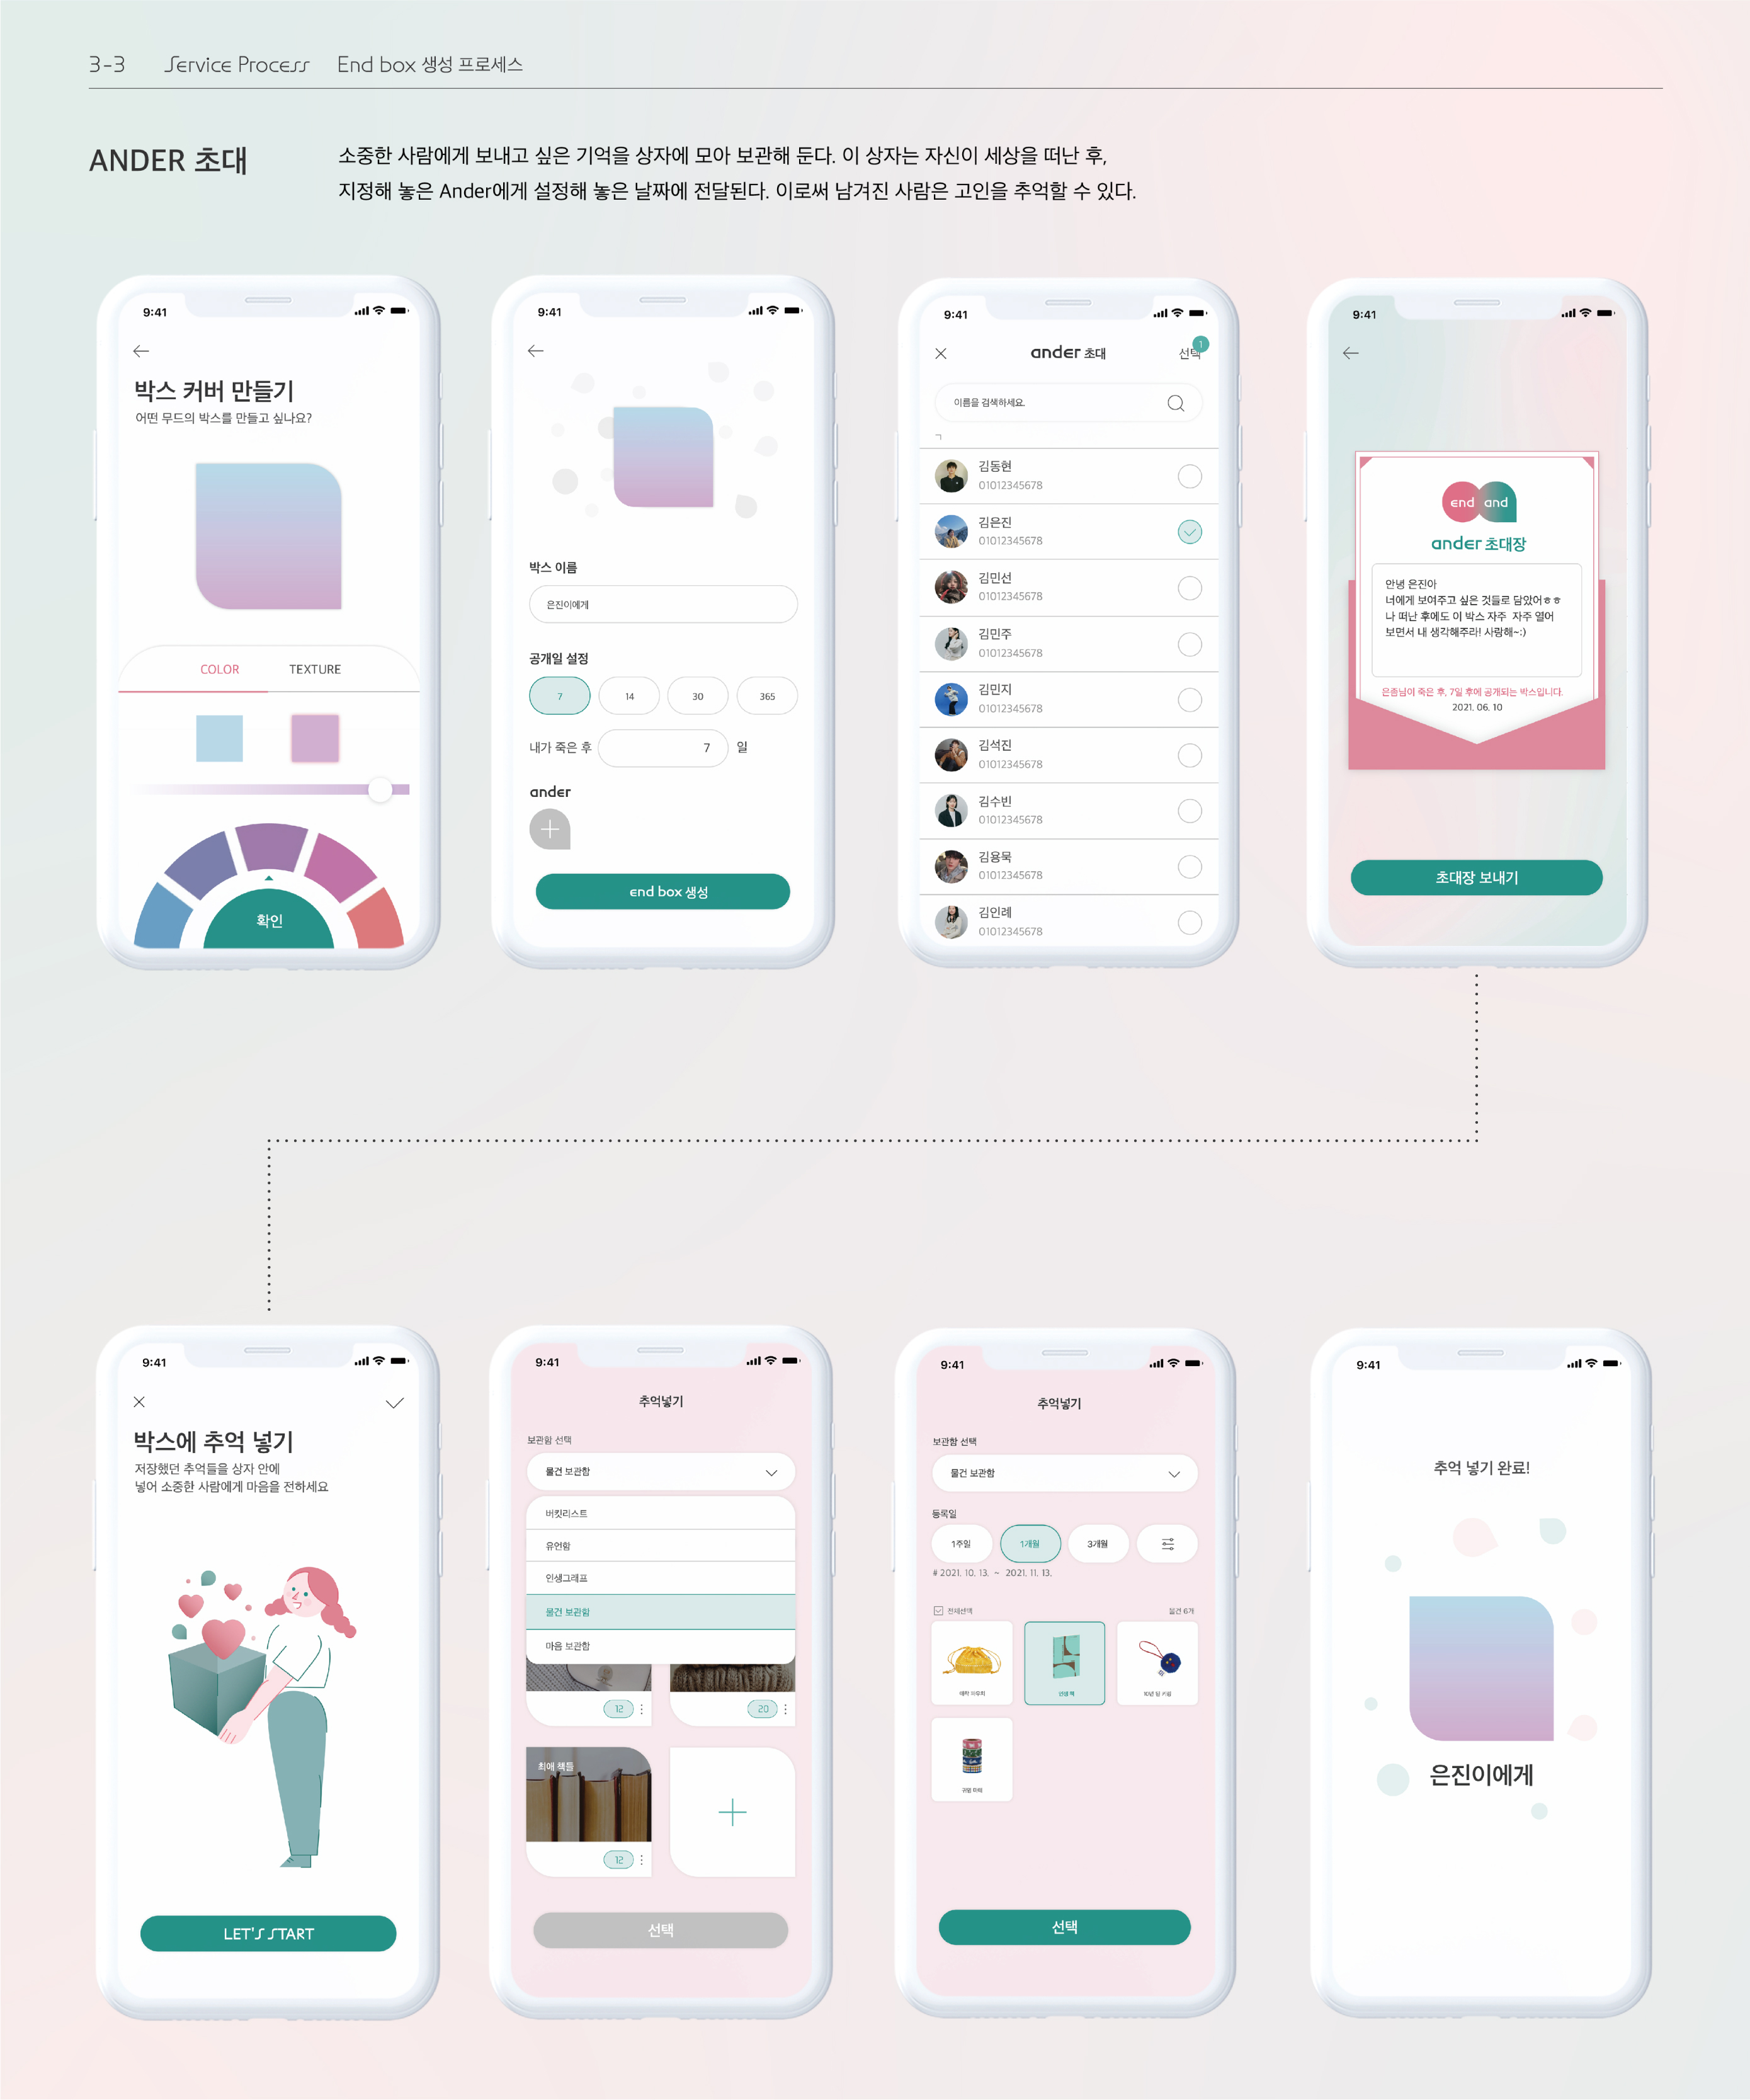 3-3 Service Process End box 생성 프로세스
ANDER 초대
소중한 사람에게 보내고 싶은 기억을 상자에 모아 보관해 둔다. 이 상자는 자신이 세상을 떠난 후,
지정해 놓은 Ander에게 설정해 놓은 날짜에 전달된다. 이로써 남겨진 사람은 고인을 추억할 수 있다.
9:41
박스 커버 만들기
어떤 무드의 박스를 만들고 싶나요?
COLOR TEXTURE
확인
9:41
박스 이름
은진이에게
공개일 설정
7 14 30 365
내가 죽은 후 7 일
ander
end box 생성
9:41
ander 초대 선택 1
이름을 검색하세요.
ㄱ
김동현
01012345678
김은진
01012345678
김민선
01012345678
김민주
01012345678
김민지
01012345678
김석진
01012345678
김수빈
01012345678
김용묵
01012345678
김인례
01012345678
9:41
end and
ander 초대장
안녕 은진아
너에게 보여주고 싶은 것들로 담았어ㅎㅎ
나 떠난 후에도 이 박스 자주 자주 열어
보면서 내 생각해주라! 사랑해~:)
은좀님이 죽은 후, 7일 후에 공개되는 박스입니다.
2021. 06. 10
초대장 보내기
9:41
박스에 추억 넣기
저장했던 추억들을 상자 안에
넣어 소중한 사람에게 마음을 전하세요
LET'S START
9:41
추억넣기
보관함 선택
물건 보관함
버킷리스트
유언함
인생그래프
물건 보관함
마음 보관함
12 20
최애 책들
12
선택
9:41
추억넣기
보관함 선택
물건 보관함
등록일
1주일 1개월 3개월
# 2021. 10. 13. ~ 2021. 11. 13.
전체선택 물건 6개
인생 책
선택
9:41
추억 넣기 완료!
은진이에게